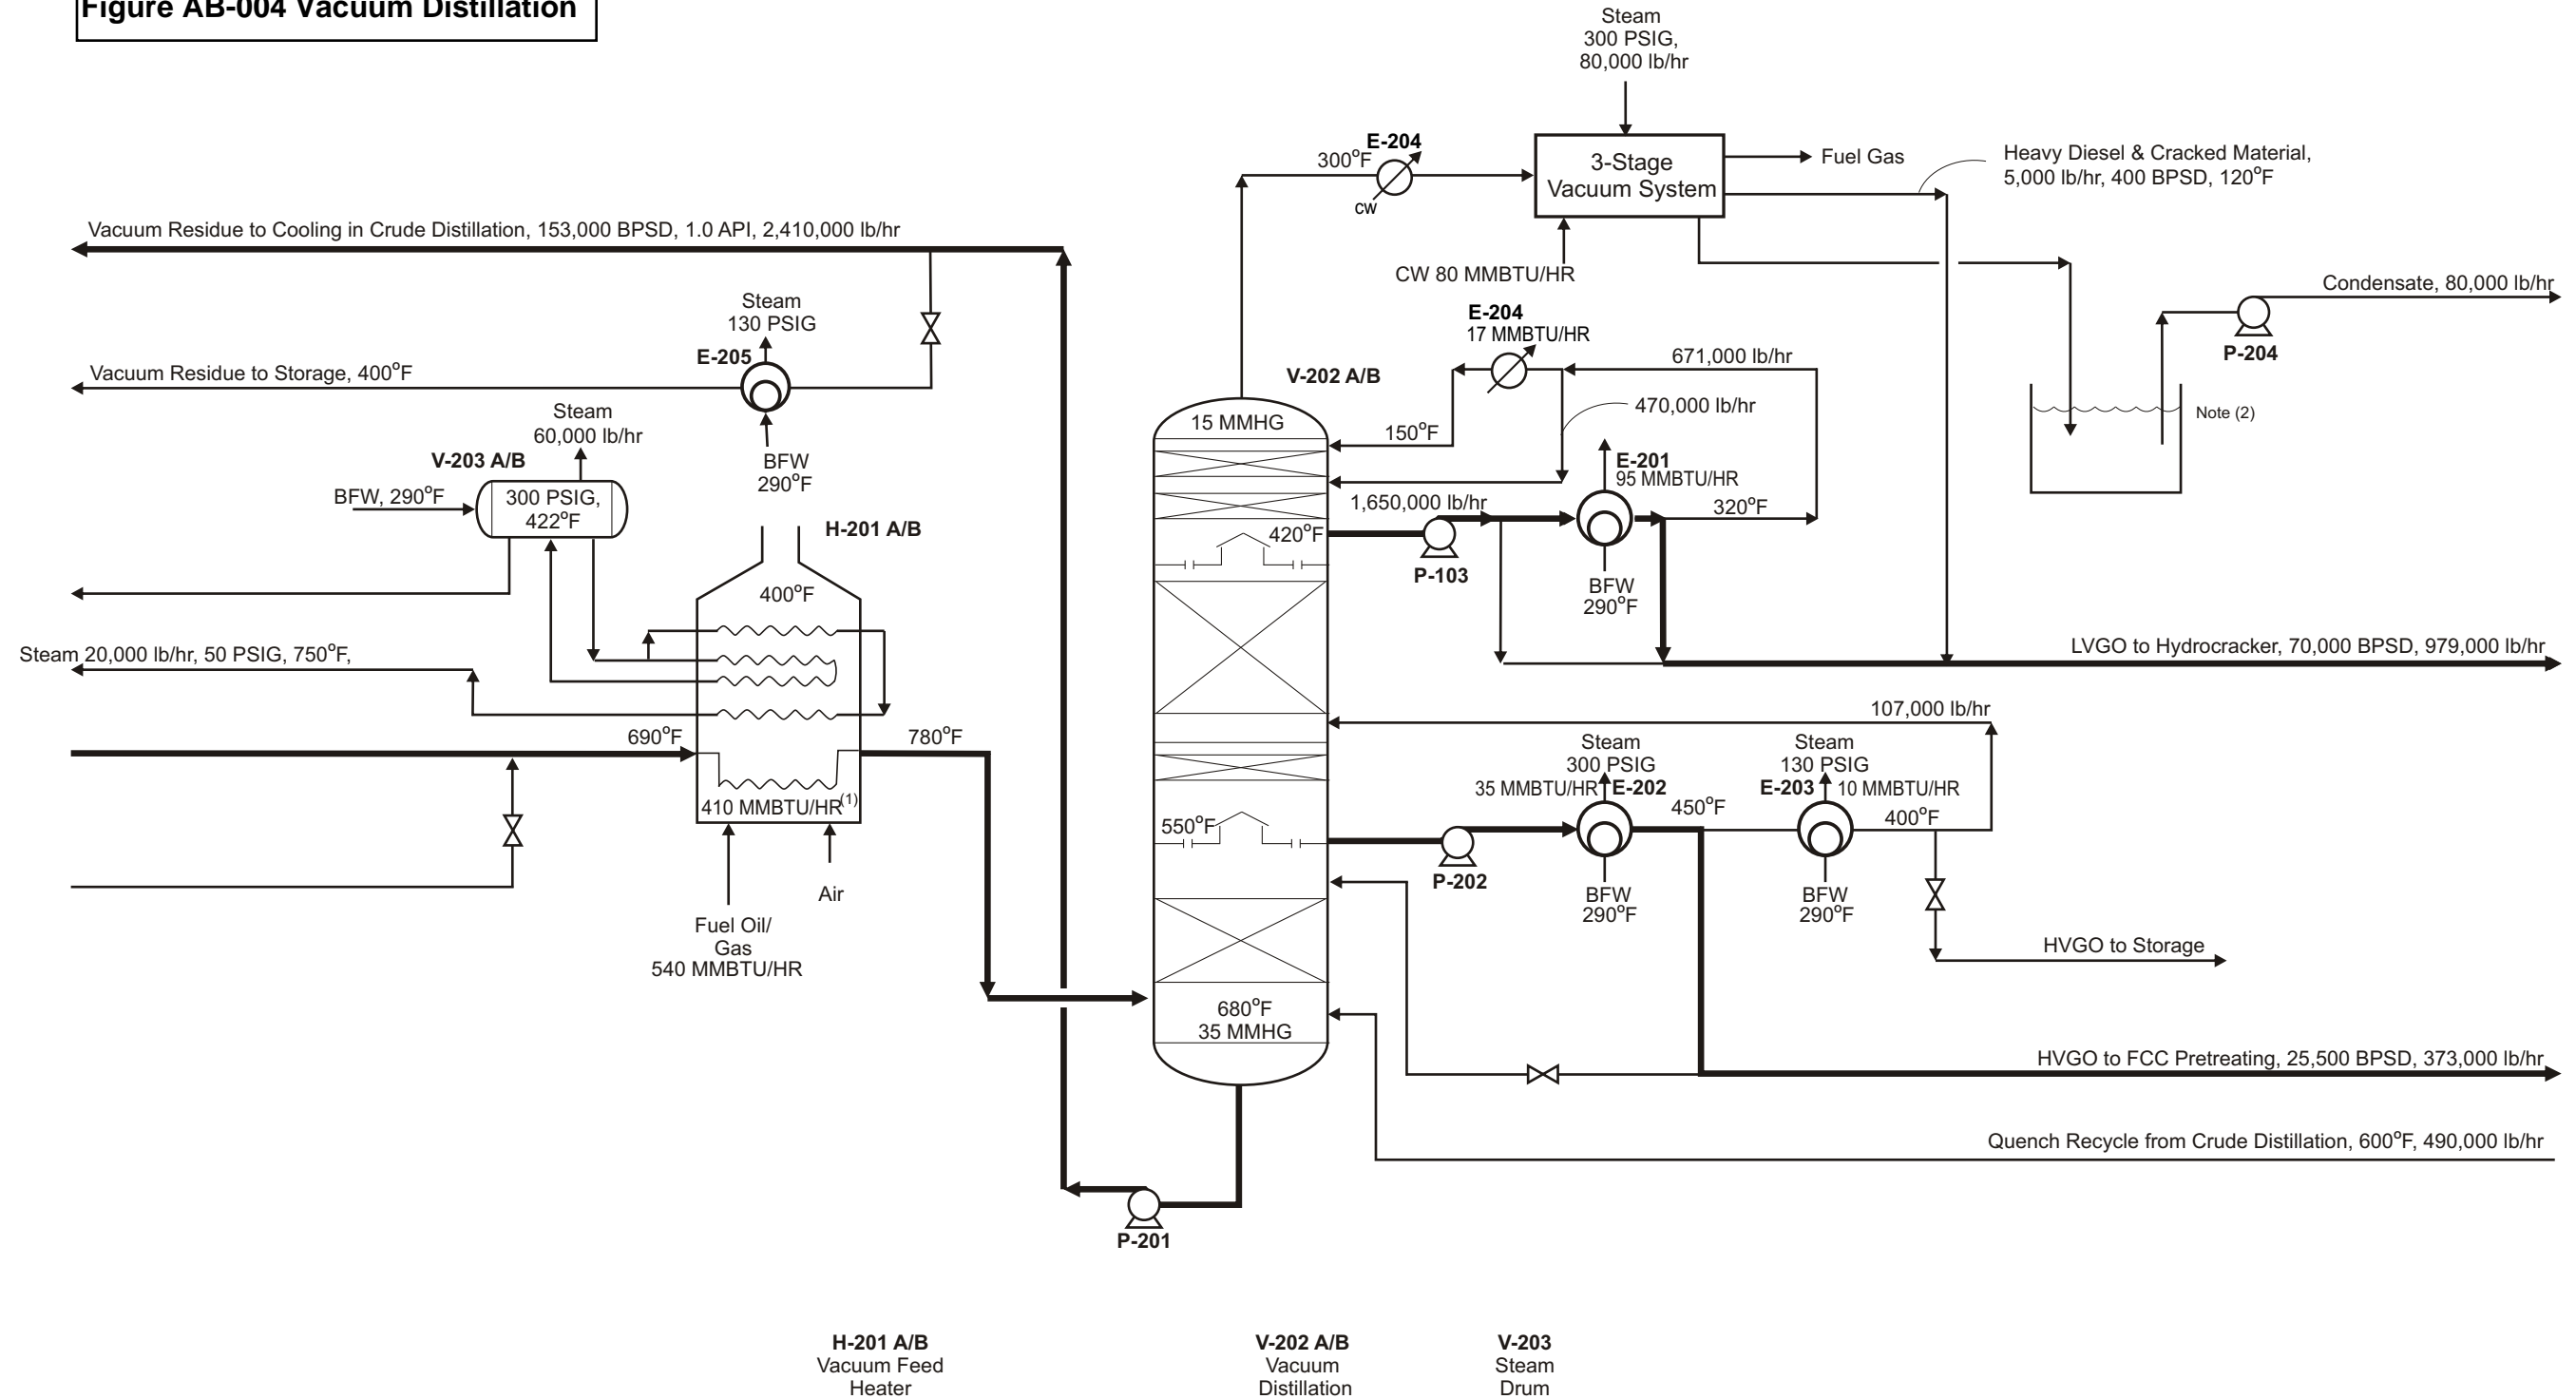 Figure AB-004 Vacuum Distillation
Steam
300 PSIG,
80,000 lb/hr
E-204
300°F
CW
3-Stage
Vacuum System
Fuel Gas
Heavy Diesel & Cracked Material,
5,000 lb/hr, 400 BPSD, 120°F
CW 80 MMBTU/HR
Condensate, 80,000 lb/hr
P-204
Note (2)
Vacuum Residue to Cooling in Crude Distillation, 153,000 BPSD, 1.0 API, 2,410,000 lb/hr
Steam
130 PSIG
E-205
Vacuum Residue to Storage, 400°F
BFW
290°F
Steam
60,000 lb/hr
V-203 A/B
BFW, 290°F
300 PSIG,
422°F
H-201 A/B
400°F
Steam 20,000 lb/hr, 50 PSIG, 750°F,
690°F
780°F
410 MMBTU/HR(1)
Air
Fuel Oil/
Gas
540 MMBTU/HR
E-204
17 MMBTU/HR
671,000 lb/hr
V-202 A/B
470,000 lb/hr
15 MMHG
150°F
E-201
95 MMBTU/HR
1,650,000 lb/hr
320°F
420°F
P-103
BFW
290°F
LVGO to Hydrocracker, 70,000 BPSD, 979,000 lb/hr
107,000 lb/hr
Steam
300 PSIG
35 MMBTU/HR
E-202
Steam
130 PSIG
E-203
10 MMBTU/HR
450°F
400°F
550°F
P-202
BFW
290°F
BFW
290°F
HVGO to Storage
680°F
35 MMHG
HVGO to FCC Pretreating, 25,500 BPSD, 373,000 lb/hr
Quench Recycle from Crude Distillation, 600°F, 490,000 lb/hr
P-201
H-201 A/B
Vacuum Feed
Heater
V-202 A/B
Vacuum
Distillation
V-203
Steam
Drum